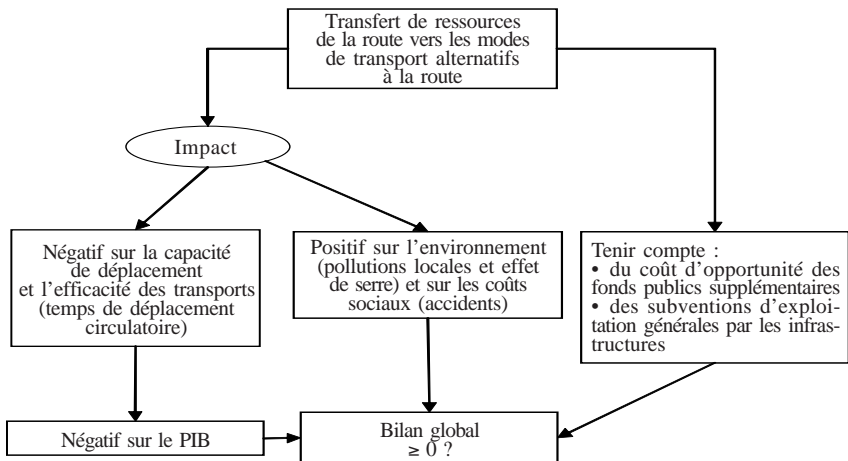 Transfert de ressources
de la route vers les modes
de transport alternatifs
à la route
Impact
Négatif sur la capacité
de déplacement
et l'efficacité des transports
(temps de déplacement
circulatoire)
Positif sur l'environnement
(pollutions locales et effet
de serre) et sur les coûts
sociaux (accidents)
Tenir compte :
• du coût d'opportunité des
fonds publics supplémentaires
• des subventions d'exploi-
tation générales par les infra-
structures
Négatif sur le PIB
Bilan global
≥ 0 ?